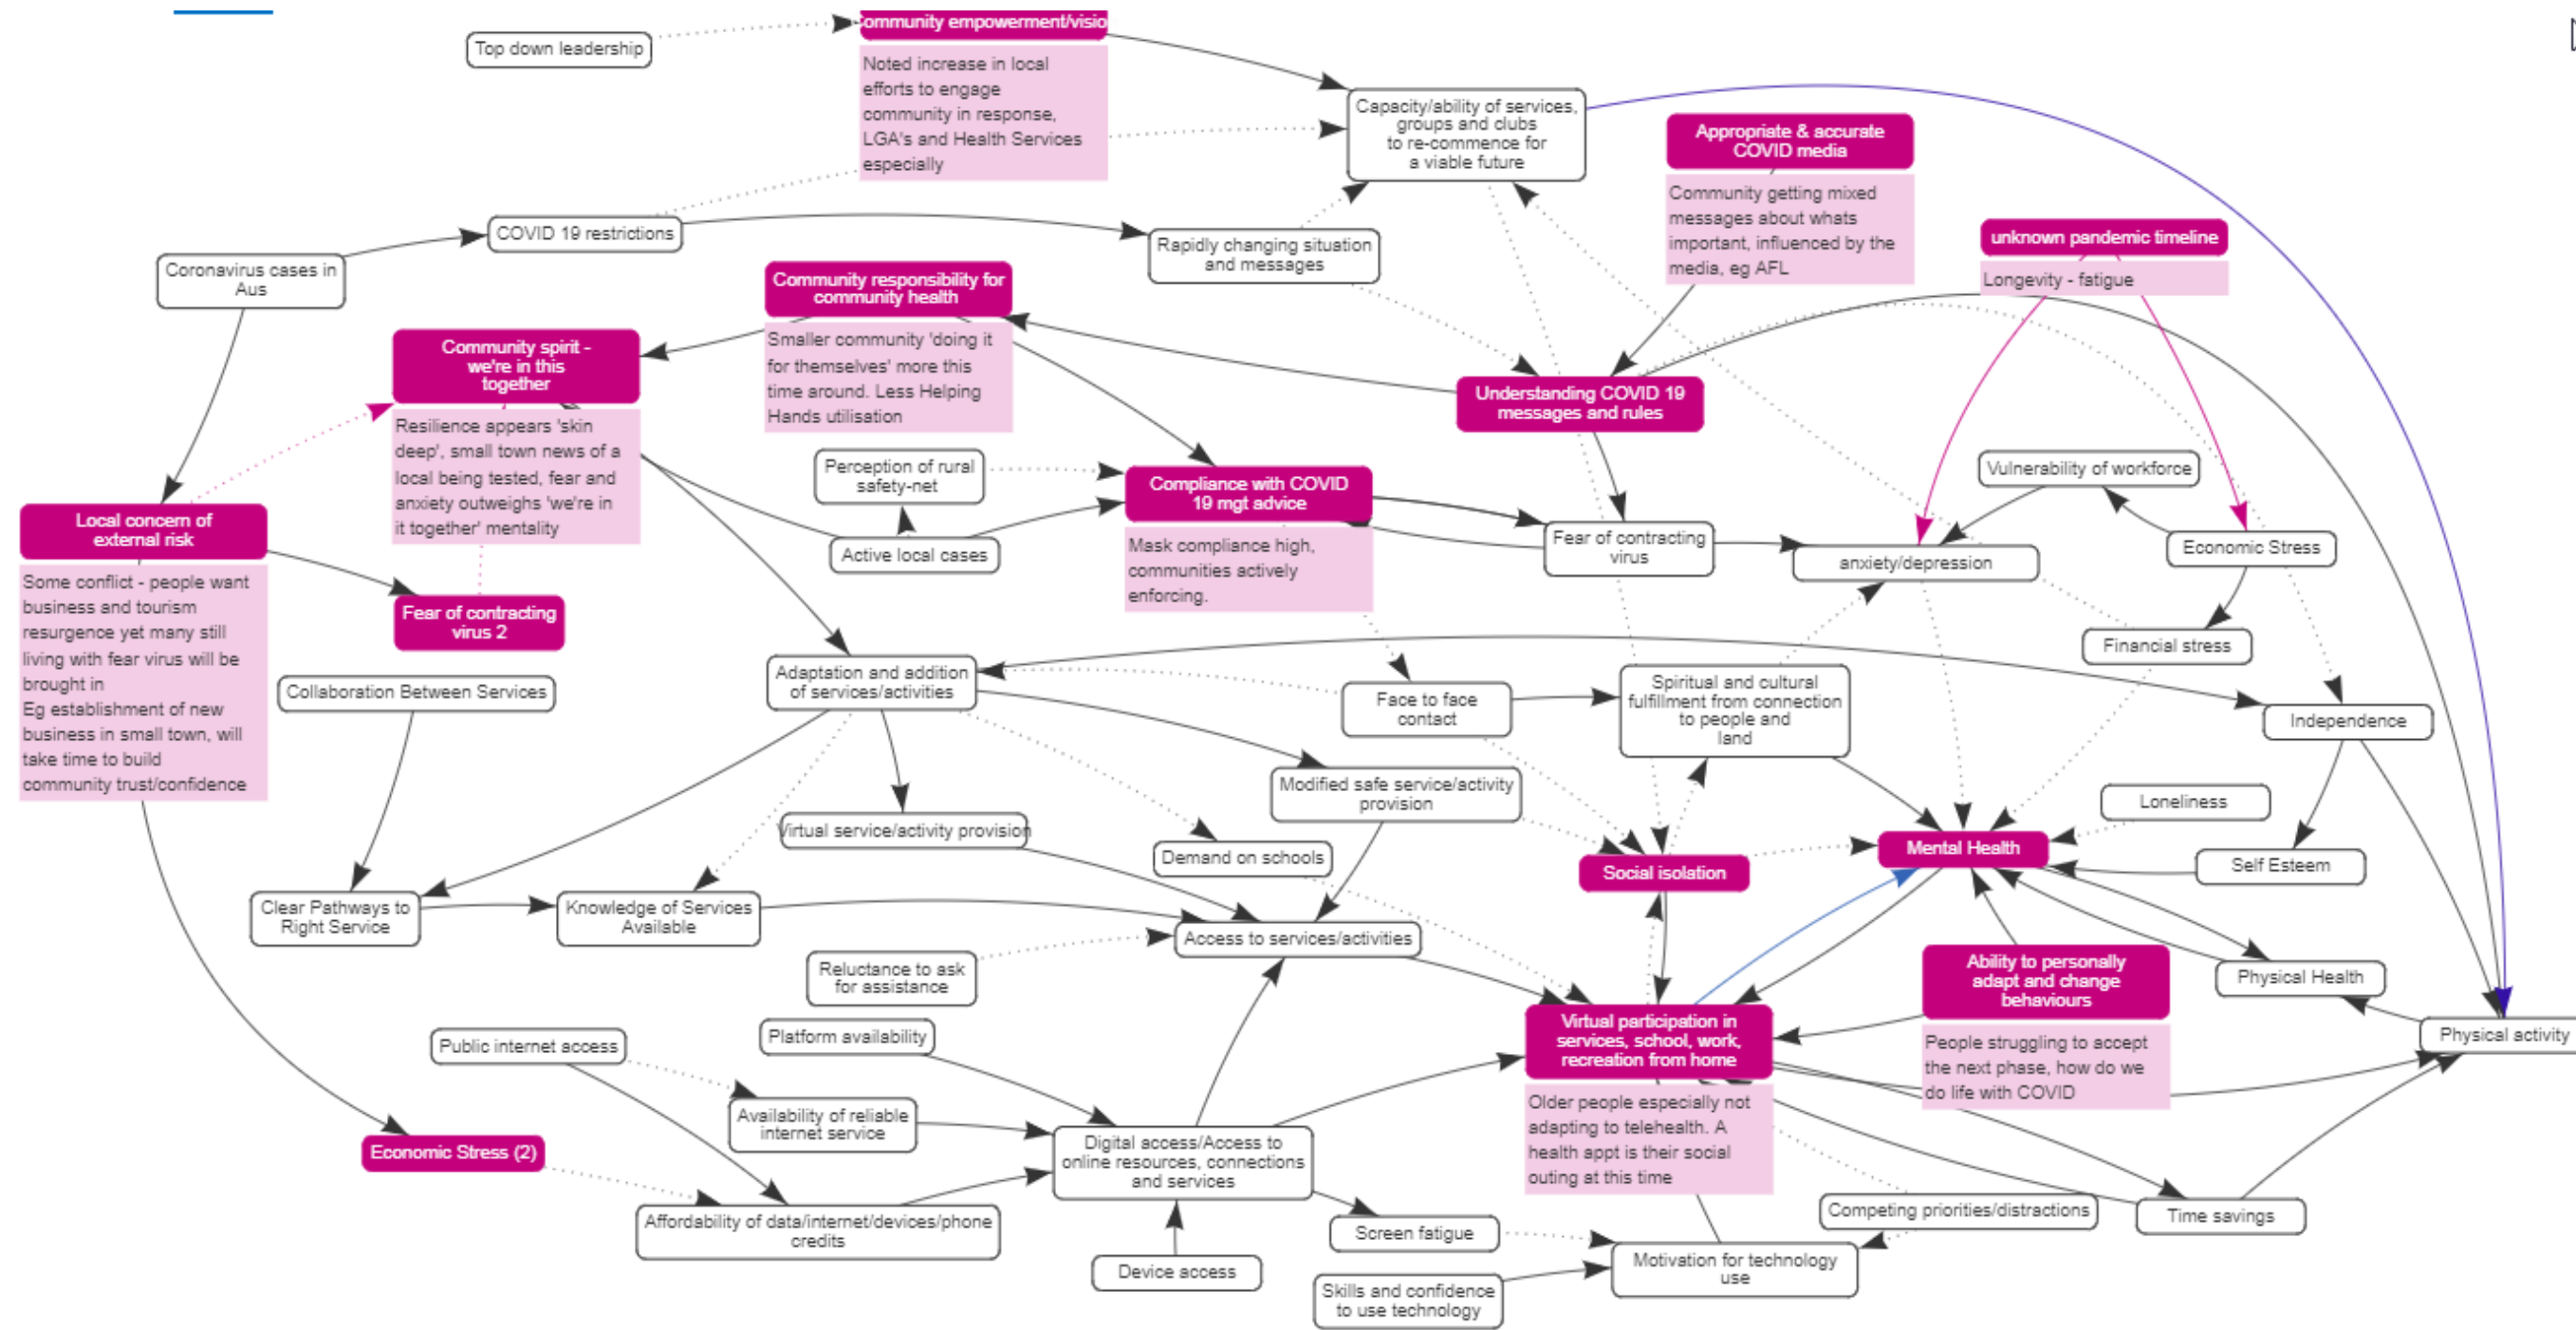 ommunity empowerment/visio
Top down leadership
Noted increase in local
efforts to engage
community in response,
LGA's and Health Services
especially
Capacity/ability of services,
groups and clubs
to re-commence for
a viable future
Appropriate & accurate
COVID media
Community getting mixed
messages about whats
important, influenced by the
media, eg AFL
unknown pandemic timeline
Longevity - fatigue
COVID 19 restrictions
Rapidly changing situation
and messages
Coronavirus cases in
Aus
Community responsibility for
community health
Smaller community 'doing it
for themselves' more this
time around. Less Helping
Hands utilisation
Community spirit -
we're in this
together
Resilience appears 'skin
deep', small town news of a
local being tested, fear and
anxiety outweighs 'we're in
it together' mentality
Understanding COVID 19
messages and rules
Perception of rural
safety-net
Compliance with COVID
19 mgt advice
Mask compliance high,
communities actively
enforcing.
Active local cases
Fear of contracting
virus
Vulnerability of workforce
anxiety/depression
Economic Stress
Financial stress
Local concern of
external risk
Some conflict - people want
business and tourism
resurgence yet many still
living with fear virus will be
brought in
Eg establishment of new
business in small town, will
take time to build
community trust/confidence
Fear of contracting
virus 2
Collaboration Between Services
Adaptation and addition
of services/activities
Face to face
contact
Spiritual and cultural
fulfillment from connection
to people and
land
Independence
Modified safe service/activity
provision
Virtual service/activity provision
Demand on schools
Social isolation
Mental Health
Loneliness
Self Esteem
Clear Pathways to
Right Service
Knowledge of Services
Available
Access to services/activities
Reluctance to ask
for assistance
Ability to personally
adapt and change
behaviours
People struggling to accept
the next phase, how do we
do life with COVID
Physical Health
Physical activity
Virtual participation in
services, school, work,
recreation from home
Older people especially not
adapting to telehealth. A
health appt is their social
outing at this time
Public internet access
Platform availability
Availability of reliable
internet service
Digital access/Access to
online resources, connections
and services
Economic Stress (2)
Affordability of data/internet/devices/phone
credits
Device access
Screen fatigue
Skills and confidence
to use technology
Motivation for technology
use
Competing priorities/distractions
Time savings